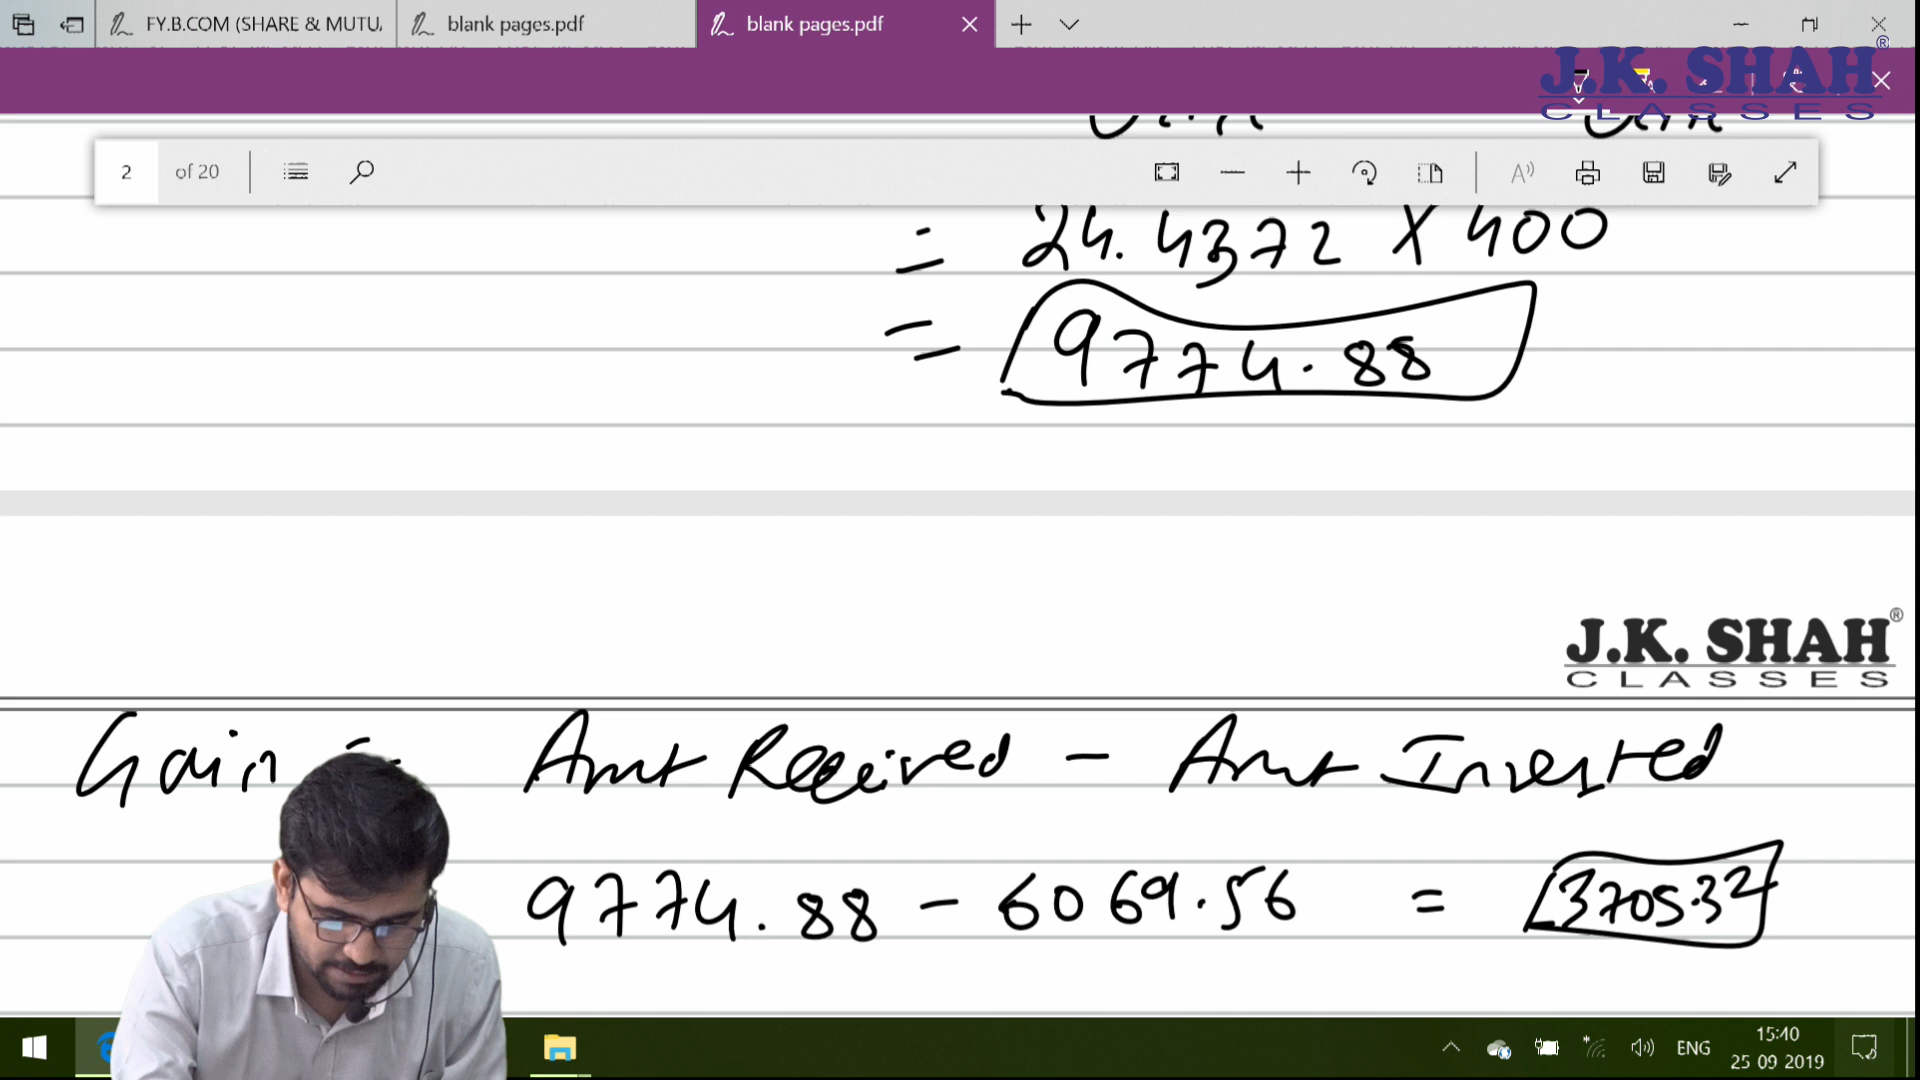 FY.B.COM (SHARE & MUTU
blank pages.pdf
blank pages.pdf
J.K. SHAH®
CLASSES
2 of 20
= 24.4372 X 400
= 9774.88
J.K. SHAH®
CLASSES
Gain = Amt Received - Amt Invested
9774.88 - 6069.56 = 3705.32
ENG
15:40
25 09 2019